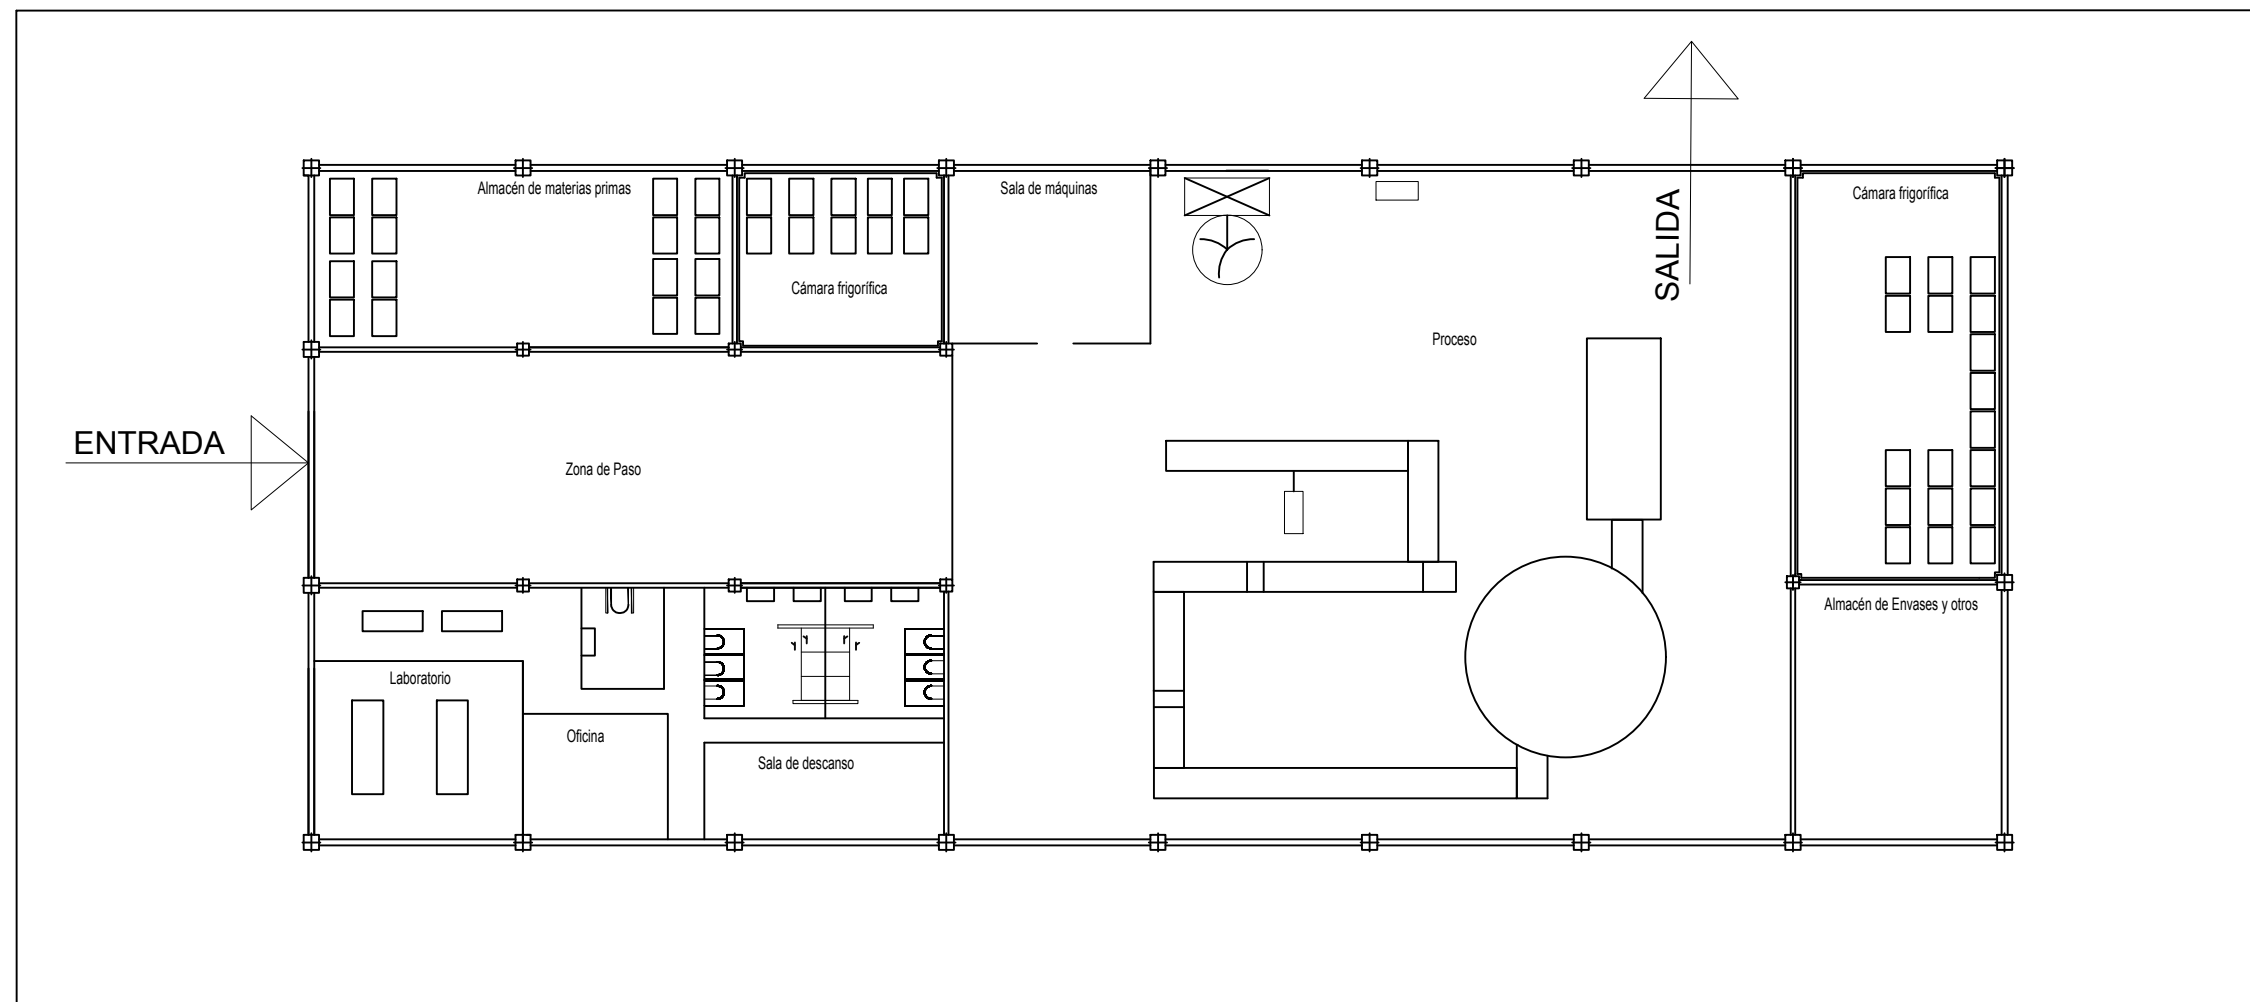 Almacén de materias primas
Sala de máquinas
Cámara frigorífica
SALIDA
Cámara frigorífica
Proceso
ENTRADA
Zona de Paso
Almacén de Envases y otros
Laboratorio
Oficina
Sala de descanso